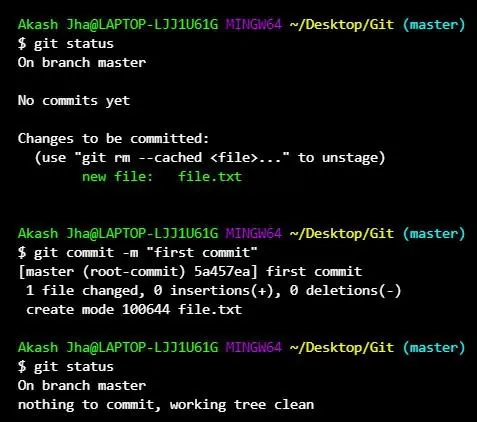 Akash Jha@LAPTOP-LJJ1U61G MINGW64 ~/Desktop/Git (master)
$ git status
On branch master
No commits yet
Changes to be committed:
(use "git rm --cached <file>..." to unstage)
new file:   file.txt
Akash Jha@LAPTOP-LJJ1U61G MINGW64 ~/Desktop/Git (master)
$ git commit -m "first commit"
[master (root-commit) 5a457ea] first commit
1 file changed, 0 insertions(+), 0 deletions(-)
create mode 100644 file.txt
Akash Jha@LAPTOP-LJJ1U61G MINGW64 ~/Desktop/Git (master)
$ git status
On branch master
nothing to commit, working tree clean